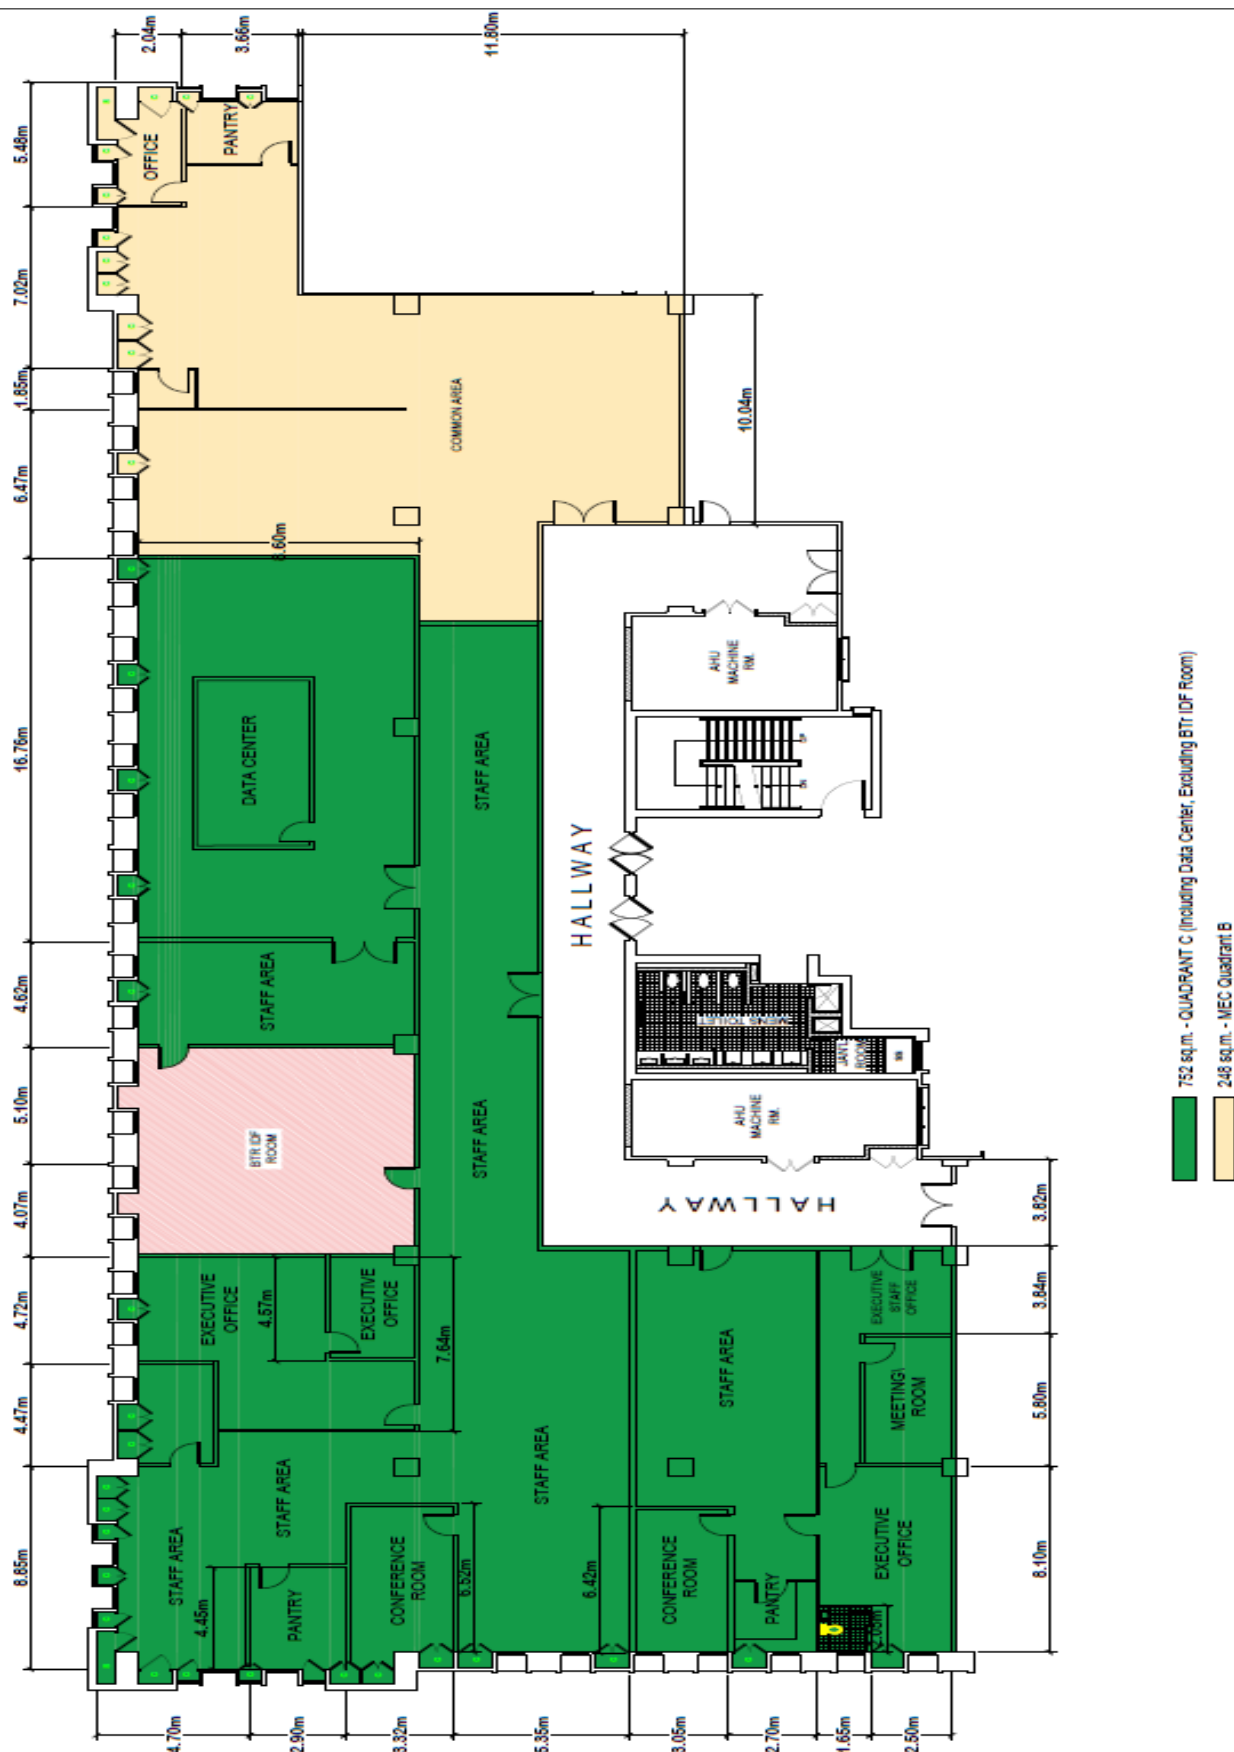 2.04m
3.66m
11.80m
5.48m
7.02m
1.85m
6.47m
16.76m
4.62m
5.10m
4.07m
4.72m
4.47m
8.85m
OFFICE
PANTRY
COMMON AREA
10.04m
8.60m
DATA CENTER
STAFF AREA
AHU
MACHINE
RM.
UP
DN
HALLWAY
STAFF AREA
MEN'S TOILET
JAN'L
ROOM
BTR IDF
ROOM
STAFF AREA
AHU
MACHINE
RM.
HALLWAY
3.82m
EXECUTIVE
OFFICE
4.57m
EXECUTIVE
OFFICE
7.64m
STAFF AREA
EXECUTIVE
STAFF
OFFICE
3.84m
MEETING
ROOM
5.80m
STAFF AREA
STAFF AREA
STAFF AREA
4.45m
PANTRY
CONFERENCE
ROOM
6.52m
6.42m
CONFERENCE
ROOM
PANTRY
EXECUTIVE
OFFICE
8.10m
4.70m
2.90m
3.32m
5.35m
3.05m
2.70m
1.65m
2.50m
752 sq.m. - QUADRANT C (Including Data Center, Excluding BTr IDF Room)
248 sq.m. - MEC Quadrant B